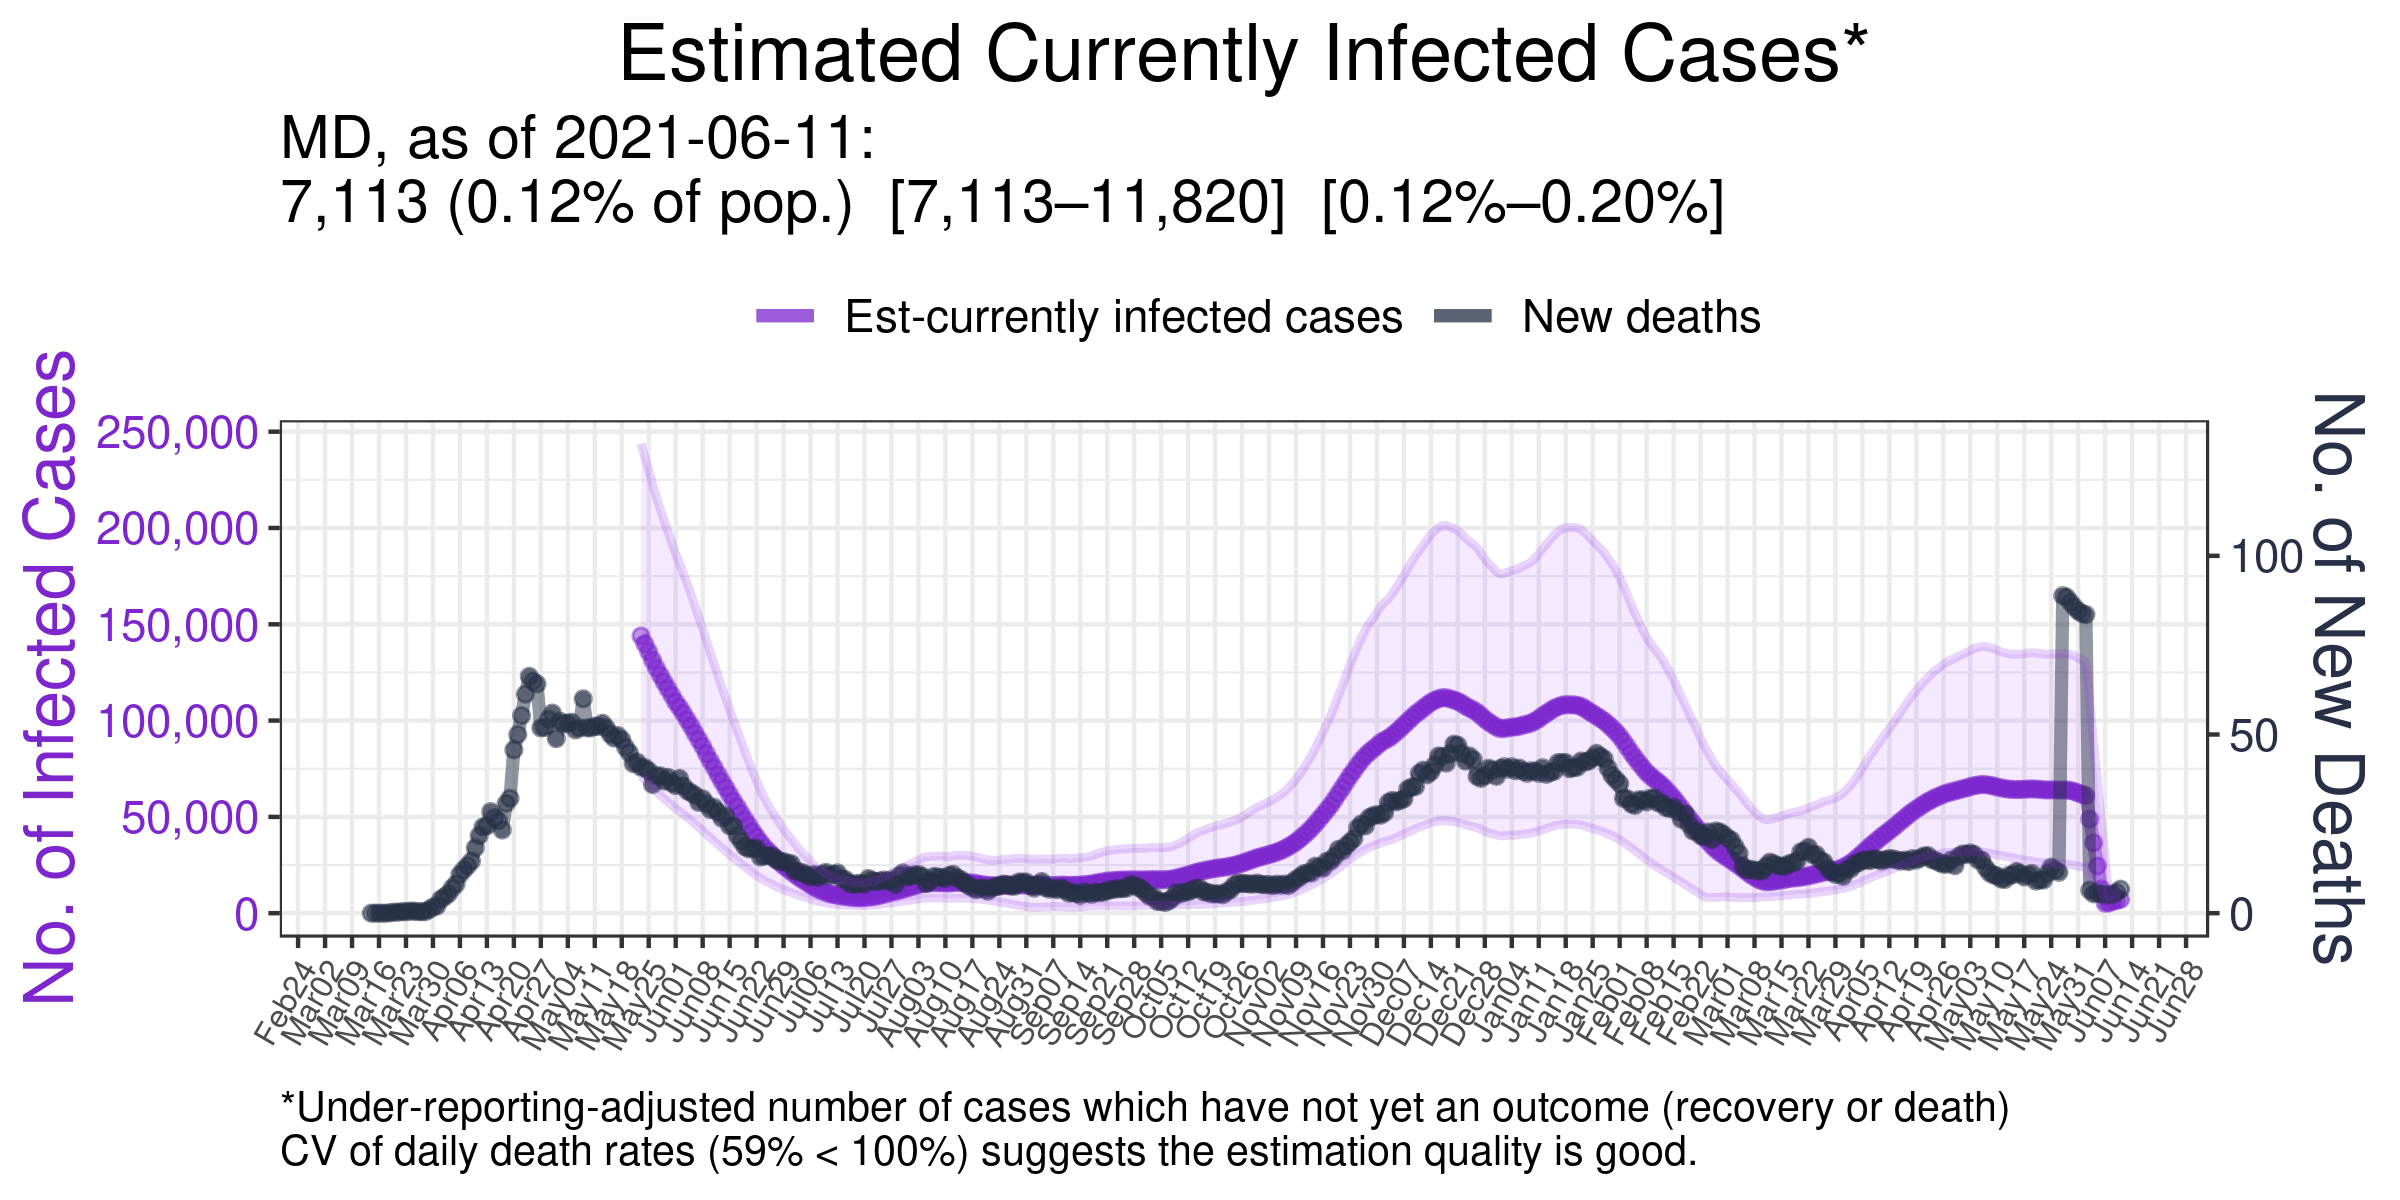 Estimated Currently Infected Cases*
MD, as of 2021-06-11:
7,113 (0.12% of pop.)  [7,113–11,820]  [0.12%–0.20%]
Est-currently infected cases
New deaths
No. of Infected Cases
250,000
200,000
150,000
100,000
50,000
0
No. of New Deaths
100
50
0
Feb24
Mar02
Mar09
Mar16
Mar23
Mar30
Apr06
Apr13
Apr20
Apr27
May04
May11
May18
May25
Jun01
Jun08
Jun15
Jun22
Jun29
Jul06
Jul13
Jul20
Jul27
Aug03
Aug10
Aug17
Aug24
Aug31
Sep07
Sep14
Sep21
Sep28
Oct05
Oct12
Oct19
Oct26
Nov02
Nov09
Nov16
Nov23
Nov30
Dec07
Dec14
Dec21
Dec28
Jan04
Jan11
Jan18
Jan25
Feb01
Feb08
Feb15
Feb22
Mar01
Mar08
Mar15
Mar22
Mar29
Apr05
Apr12
Apr19
Apr26
May03
May10
May17
May24
May31
Jun07
Jun14
Jun21
Jun28
*Under-reporting-adjusted number of cases which have not yet an outcome (recovery or death)
CV of daily death rates (59% < 100%) suggests the estimation quality is good.